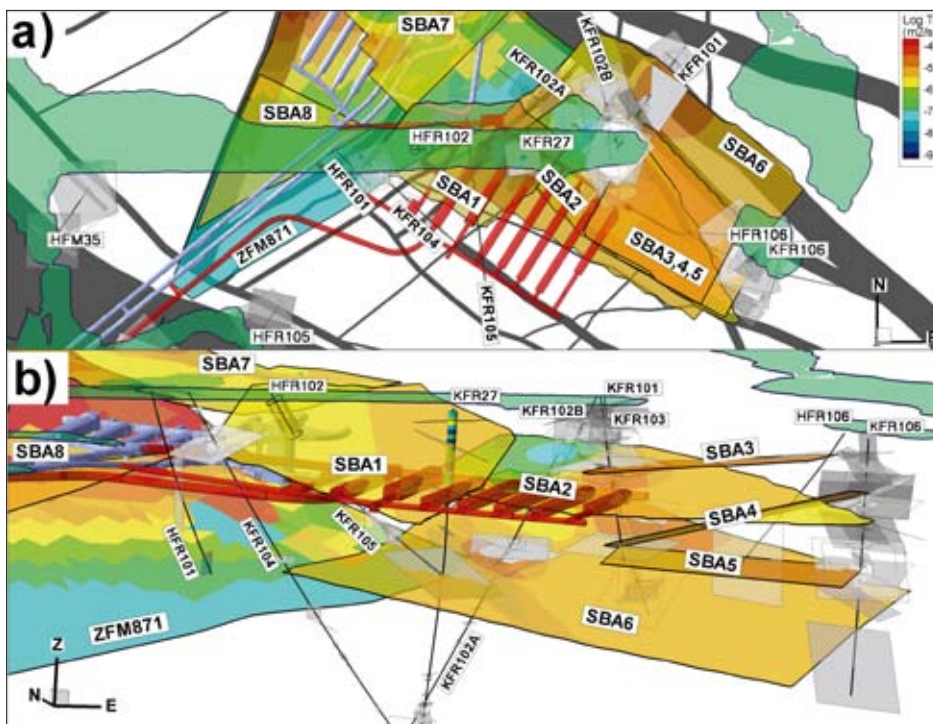 a)
SBA7
KFR102A
KFR102B
KFR101
Log T
(m2/s)
-4
-5
-6
-7
-8
-9
SBA8
HFR102
KFR27
SBA6
HFR101
SBA1
SBA2
KFR104
HFM35
ZFM871
SBA3,4,5
HFR106
KFR106
HFR105
KFR105
N
E
b)
SBA7
HFR102
KFR27
KFR101
KFR102B
KFR103
HFR106
KFR106
SBA8
SBA1
SBA3
SBA2
SBA4
HFR101
KFR104
KFR105
SBA5
SBA6
ZFM871
KFR102A
Z
N
E